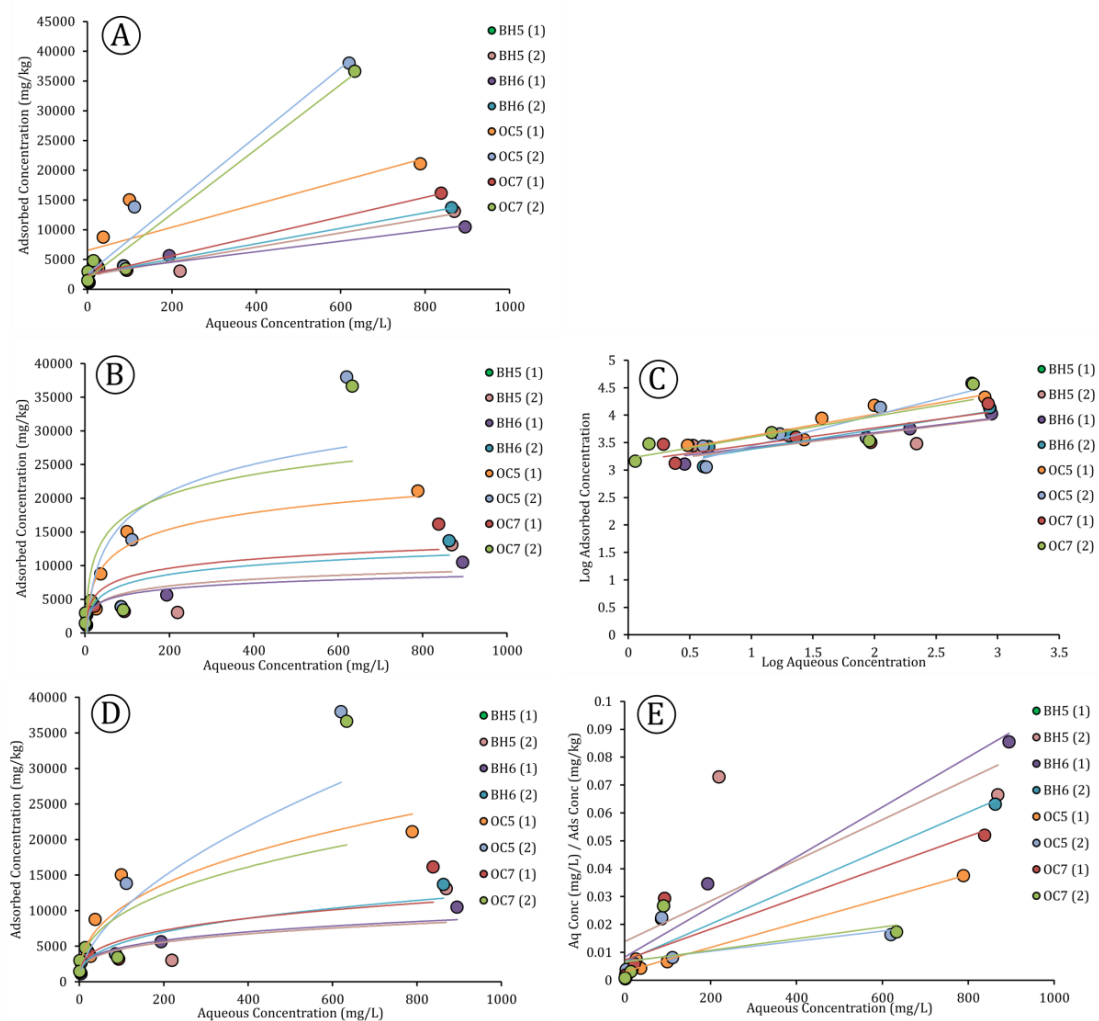 A
45000
40000
35000
30000
25000
20000
15000
10000
5000
0
Adsorbed Concentration (mg/kg)
0 200 400 600 800 1000
Aqueous Concentration (mg/L)
BH5 (1)
BH5 (2)
BH6 (1)
BH6 (2)
OC5 (1)
OC5 (2)
OC7 (1)
OC7 (2)
B
40000
35000
30000
25000
20000
15000
10000
5000
0
Adsorbed Concentration (mg/kg)
0 200 400 600 800 1000
Aqueous Concentration (mg/L)
BH5 (1)
BH5 (2)
BH6 (1)
BH6 (2)
OC5 (1)
OC5 (2)
OC7 (1)
OC7 (2)
C
5
4.5
4
3.5
3
2.5
2
1.5
1
0.5
0
Log Adsorbed Concentration
0 0.5 1 1.5 2 2.5 3 3.5
Log Aqueous Concentration
BH5 (1)
BH5 (2)
BH6 (1)
BH6 (2)
OC5 (1)
OC5 (2)
OC7 (1)
OC7 (2)
D
40000
35000
30000
25000
20000
15000
10000
5000
0
Adsorbed Concentration (mg/kg)
0 200 400 600 800 1000
Aqueous Concentration (mg/L)
BH5 (1)
BH5 (2)
BH6 (1)
BH6 (2)
OC5 (1)
OC5 (2)
OC7 (1)
OC7 (2)
E
0.1
0.09
0.08
0.07
0.06
0.05
0.04
0.03
0.02
0.01
0
Aq Conc (mg/L) / Ads Conc (mg/kg)
0 200 400 600 800 1000
Aqueous Concentration (mg/L)
BH5 (1)
BH5 (2)
BH6 (1)
BH6 (2)
OC5 (1)
OC5 (2)
OC7 (1)
OC7 (2)